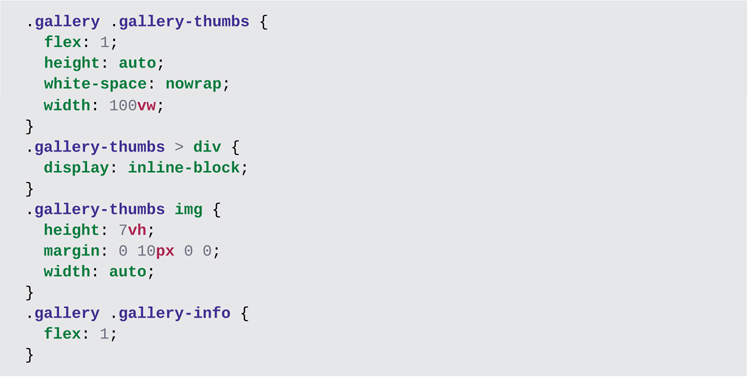 .gallery .gallery-thumbs {
  flex: 1;
  height: auto;
  white-space: nowrap;
  width: 100vw;
}
.gallery-thumbs > div {
  display: inline-block;
}
.gallery-thumbs img {
  height: 7vh;
  margin: 0 10px 0 0;
  width: auto;
}
.gallery .gallery-info {
  flex: 1;
}